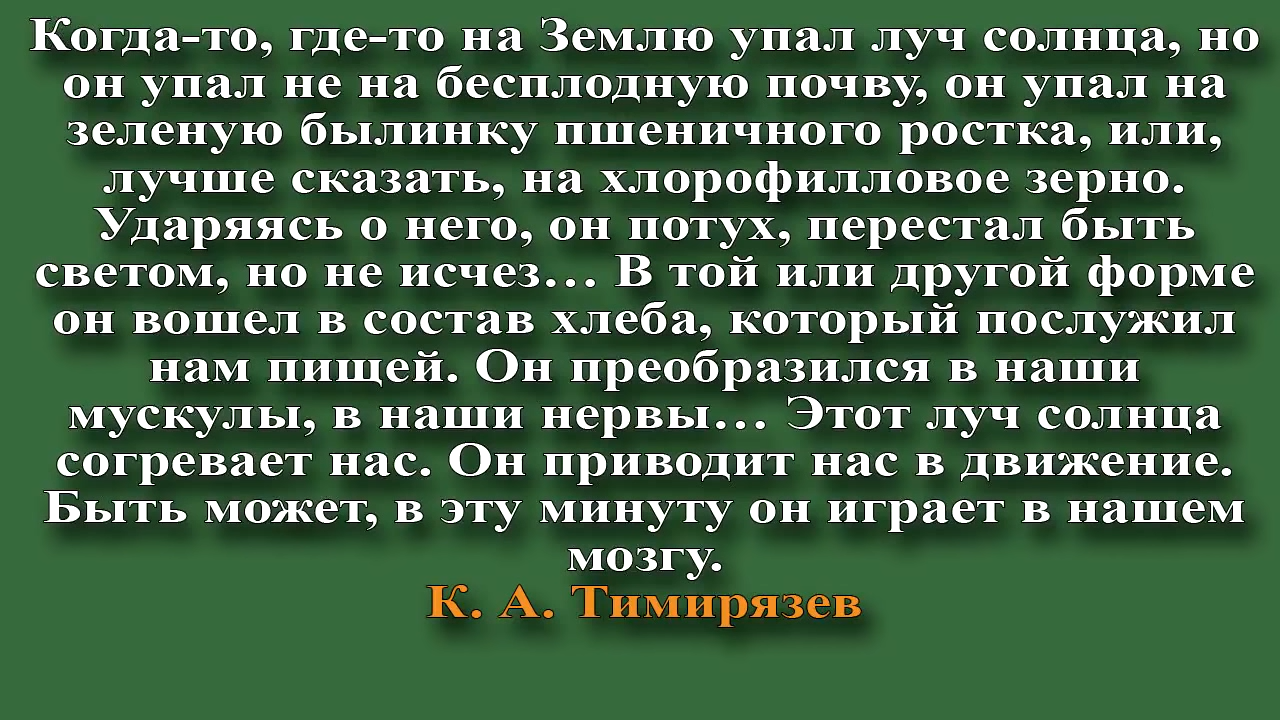 Когда-то, где-то на Землю упал луч солнца, но
он упал не на бесплодную почву, он упал на
зеленую былинку пшеничного ростка, или,
лучше сказать, на хлорофилловое зерно.
Ударяясь о него, он потух, перестал быть
светом, но не исчез… В той или другой форме
он вошел в состав хлеба, который послужил
нам пищей. Он преобразился в наши
мускулы, в наши нервы… Этот луч солнца
согревает нас. Он приводит нас в движение.
Быть может, в эту минуту он играет в нашем
мозгу.
К. А. Тимирязев